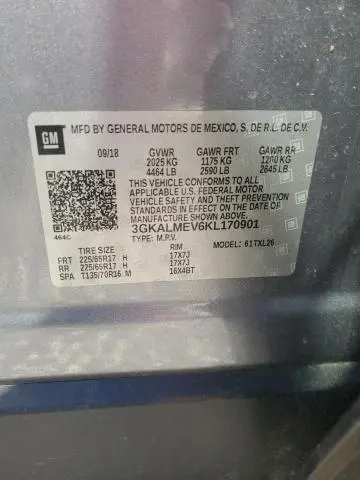 GM
MFD BY GENERAL MOTORS DE MEXICO, S. DE R.L. DE C.V.
09/18 GVWR GAWR FRT GAWR RR
2025 KG 1175 KG 1200 KG
4464 LB 2590 LB 2645 LB
THIS VEHICLE CONFORMS TO ALL
APPLICABLE U.S. FEDERAL MOTOR
VEHICLE SAFETY, BUMPER, AND
THEFT PREVENTION STANDARDS IN
EFFECT ON THE DATE OF
MANUFACTURE SHOWN ABOVE.
3GKALMEV6KL170901
464C TYPE: M.P.V. MODEL: 61TXL26
TIRE SIZE RIM
FRT 225/65R17 H 17X7J
RR 225/65R17 H 17X7J
SPA T135/70R16 M 16X4BT